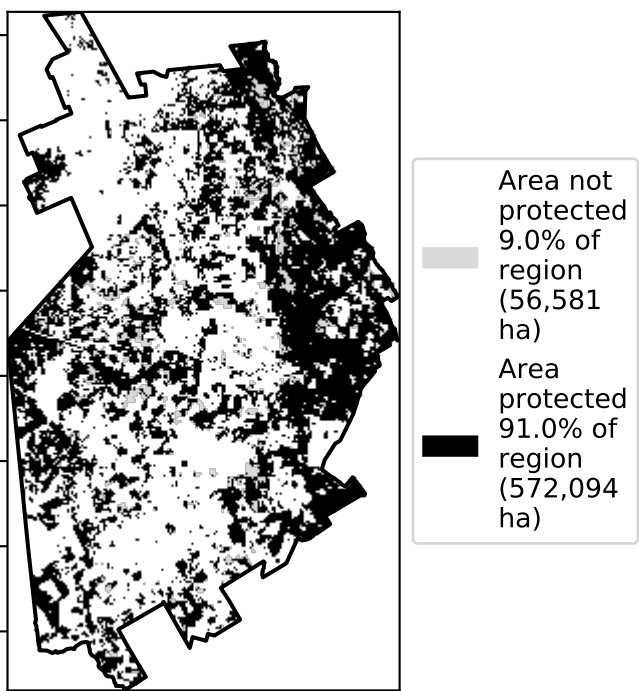 Area not
protected
9.0% of
region
(56,581
ha)
Area
protected
91.0% of
region
(572,094
ha)